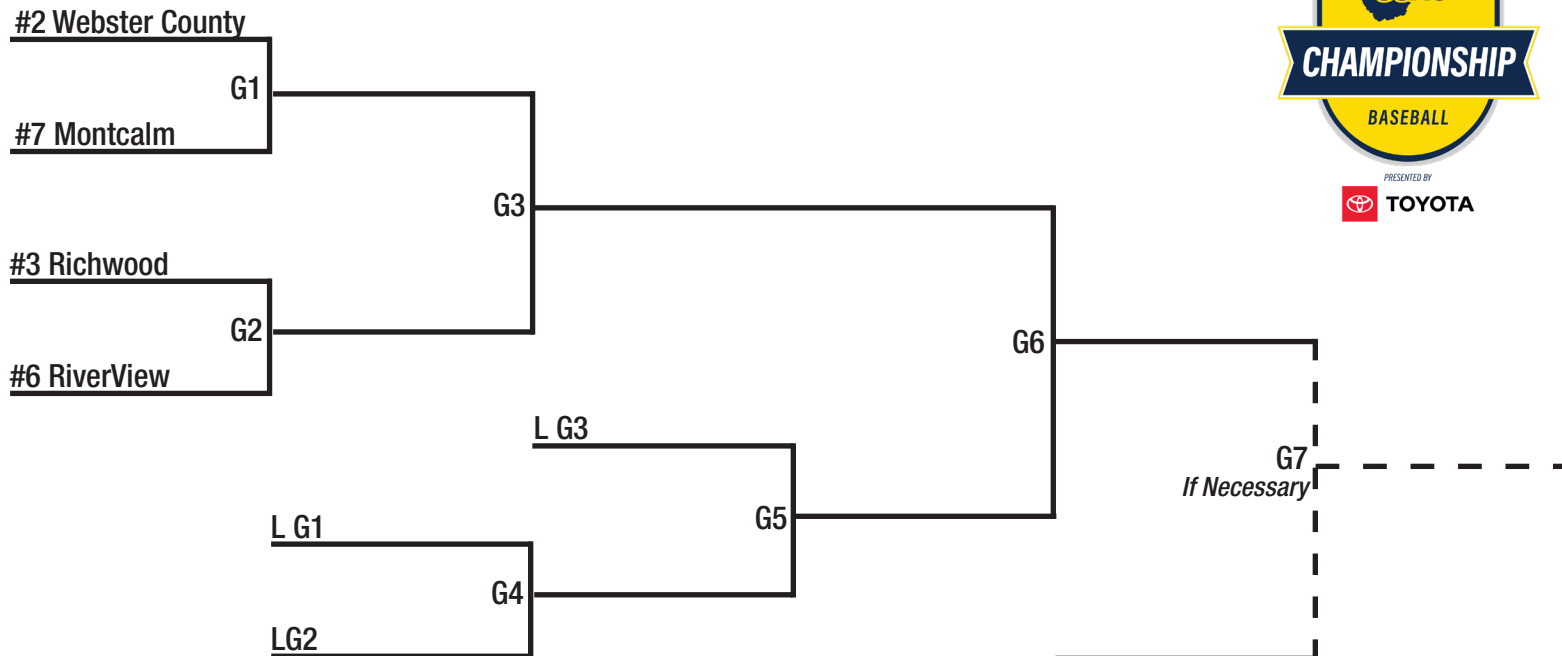 #2 Webster County
CHAMPIONSHIP
G1
BASEBALL
#7 Montcalm
PRESENTED BY
TOYOTA
G3
#3 Richwood
G2
G6
#6 RiverView
L G3
G7
If Necessary
G5
L G1
G4
LG2